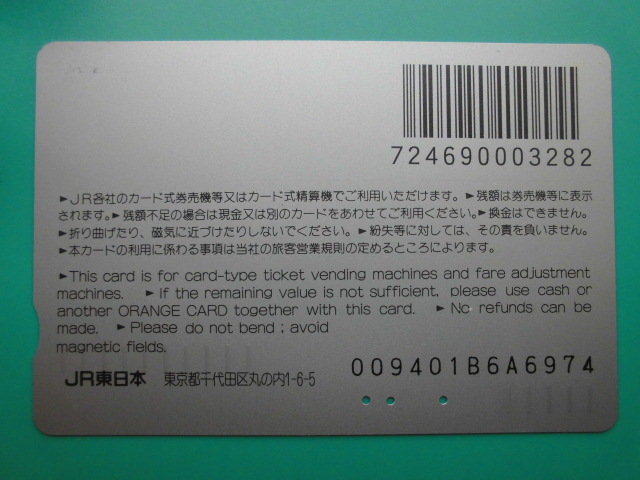 724690003282
►JR各社のカード式券売機等又はカード式精算機でご利用いただけます。►残額は券売機等に表示
されます。►残額不足の場合は現金又は別のカードをあわせてご利用ください。►換金はできません。
►折り曲げたり、磁気に近づけたりしないでください。►紛失等に対しては、その責を負いません。
►本カードの利用に係わる事項は当社の旅客営業規則の定めるところによります。
►This card is for card-type ticket vending machines and fare adjustment
machines. ►If the remaining value is not sufficient, please use cash or
another ORANGE CARD together with this card. ►No refunds can be
made. ►Please do not bend ; avoid
magnetic fields.
009401B6A6974
JR東日本 東京都千代田区丸の内1-6-5